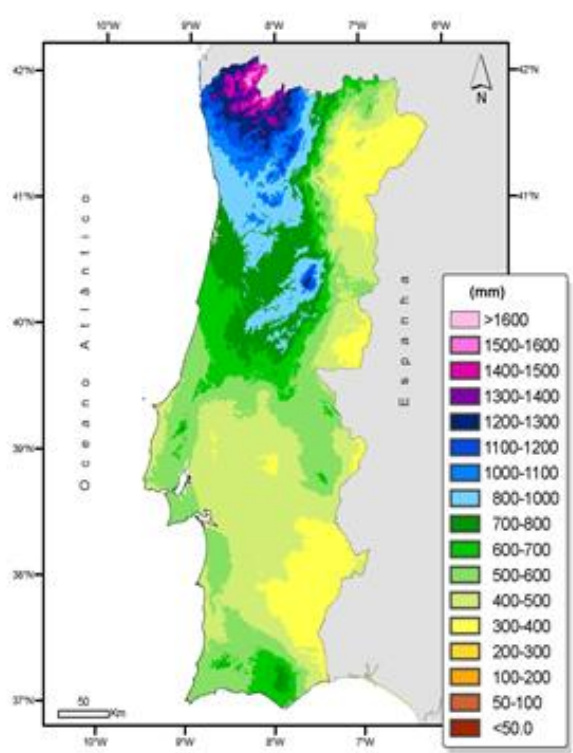 10°W 9°W 8°W 7°W 6°W
42°N 42°N
N
41°N 41°N
40°N
39°N
38°N
37°N
Oceano Atlântico
Espanha
(mm)
>1600
1500-1600
1400-1500
1300-1400
1200-1300
1100-1200
1000-1100
800-1000
700-800
600-700
500-600
400-500
300-400
200-300
100-200
50-100
<50.0
50
Km
10°W 9°W 8°W 7°W